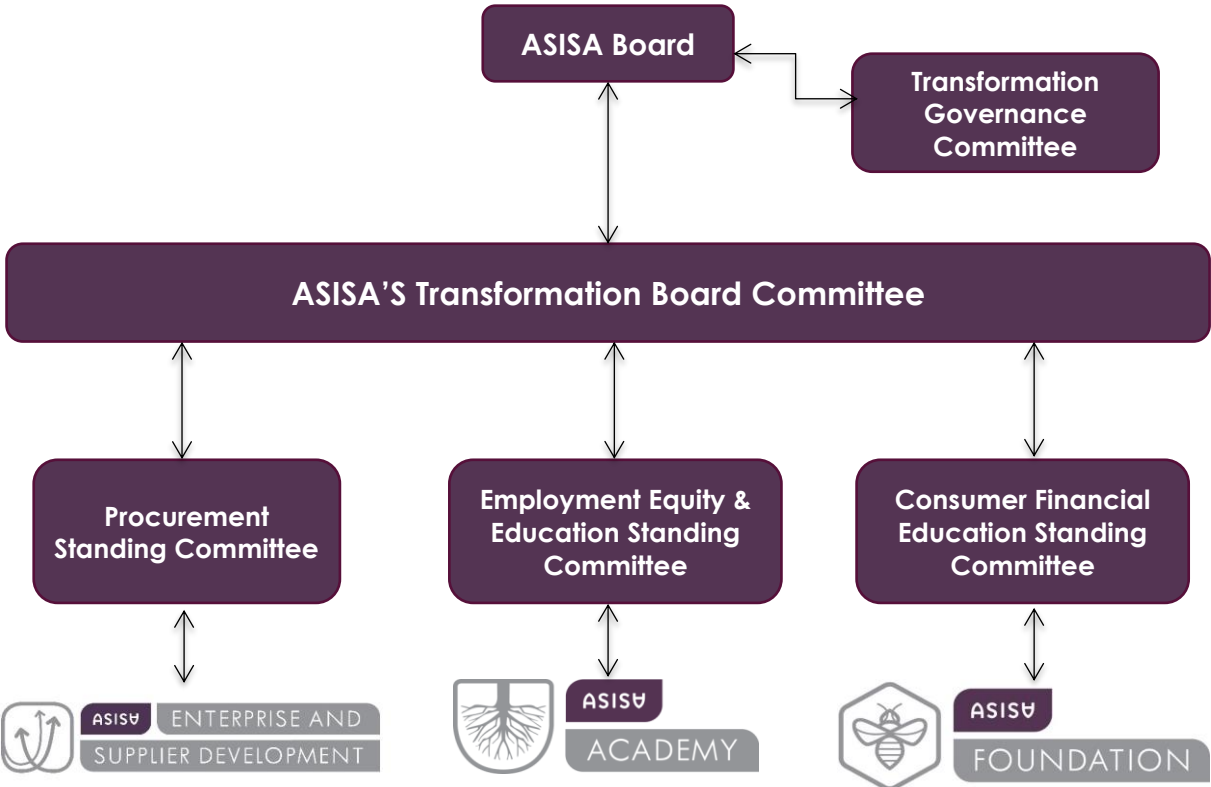 ASISA Board
Transformation
Governance
Committee
ASISA'S Transformation Board Committee
Procurement
Standing Committee
Employment Equity &
Education Standing
Committee
Consumer Financial
Education Standing
Committee
ASISA ENTERPRISE AND
SUPPLIER DEVELOPMENT
ASISA
ACADEMY
ASISA
FOUNDATION